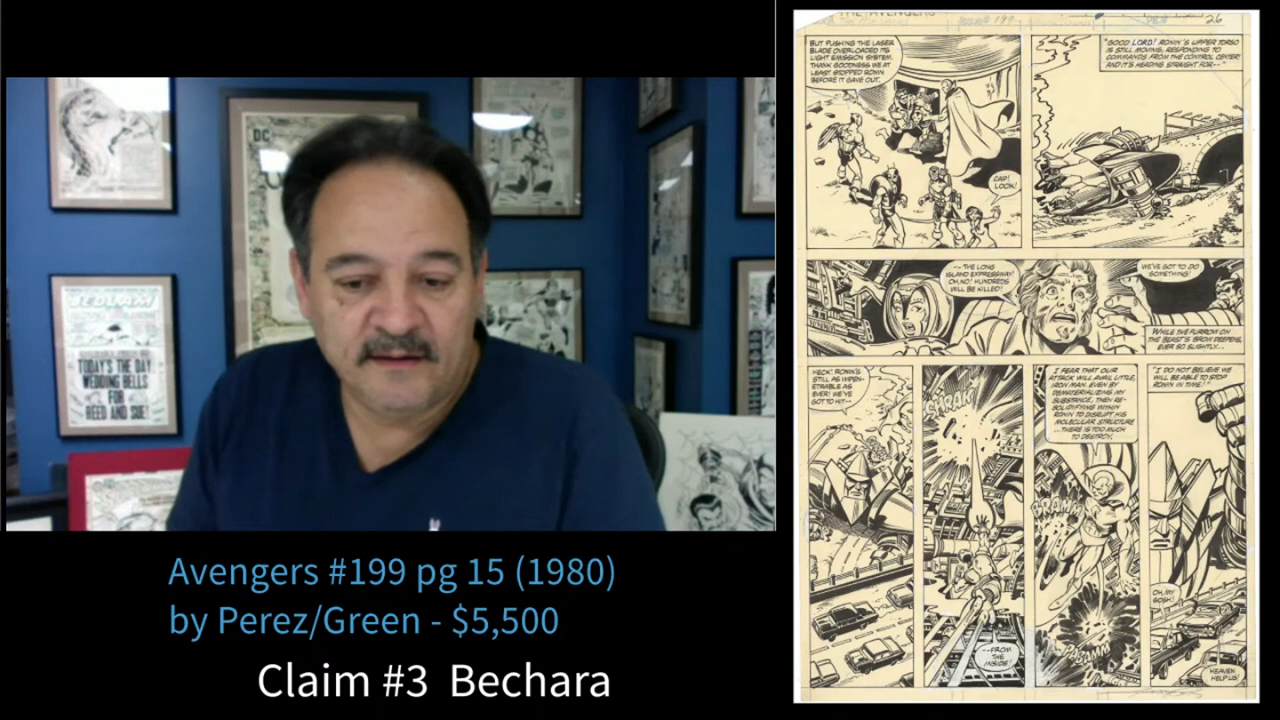 DC
BEDLAM
TODAY'S THE DAY
WEDDING BELLS
FOR
REED AND SUE!
Avengers #199 pg 15 (1980)
by Perez/Green - $5,500
Claim #3 Bechara
THE AVENGERS
ISSUE# 199
26
BUT PUSHING THE LASER
BLADE OVERLOADED ITS
LIGHT EMISSION SYSTEM.
THANK GOODNESS WE AT
LEAST STOPPED RONIN
BEFORE IT GAVE OUT.
CAP!
LOOK!
"GOOD LORD! RONIN'S UPPER TORSO
IS STILL MOVING, RESPONDING TO
COMMANDS FROM THE CONTROL CENTER!
AND IT'S HEADING STRAIGHT FOR--"
-- THE LONG
ISLAND EXPRESSWAY!
OH, NO! HUNDREDS
WILL BE KILLED!
WE'VE GOT TO DO
SOMETHING!
WHILE THE FURROW ON
THE BEAST'S BROW DEEPENS,
EVER SO SLIGHTLY...
HECK! RONIN'S
STILL AS IMPEN-
ETRABLE AS
EVER! WE'VE
GOT TO HIT--
SHRAK
--FROM
THE
INSIDE!
I FEAR THAT OUR
ATTACK WILL AVAIL LITTLE,
IRON MAN. EVEN BY
DEMATERIALIZING MY
SUBSTANCE, THEN RE-
SOLIDIFYING WITHIN
RONIN TO DISRUPT HIS
MOLECULAR STRUCTURE
...THERE IS TOO MUCH
TO DESTROY.
BRAMM
PABAMM
"I DO NOT BELIEVE WE
WILL BE ABLE TO STOP
RONIN IN TIME!"
OH, MY
GOSH!
HEAVEN
HELP US!